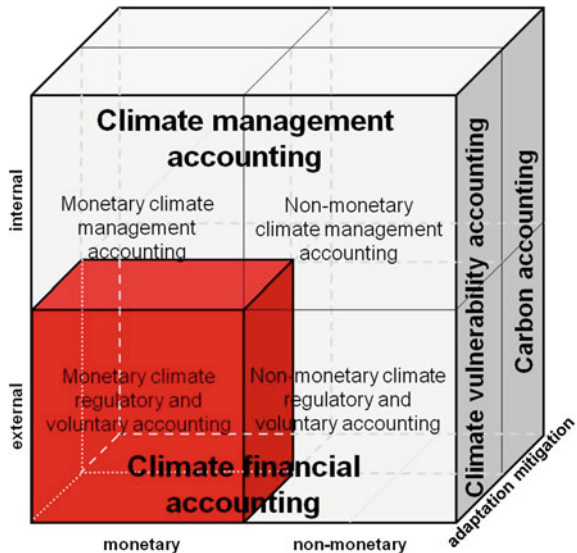 Climate management
accounting
internal
Monetary climate
management
accounting
Non-monetary
climate management
accounting
Climate vulnerability accounting
Carbon accounting
external
Monetary climate
regulatory and
voluntary accounting
Non-monetary climate
regulatory and
voluntary accounting
Climate financial
accounting
monetary
non-monetary
adaptation mitigation